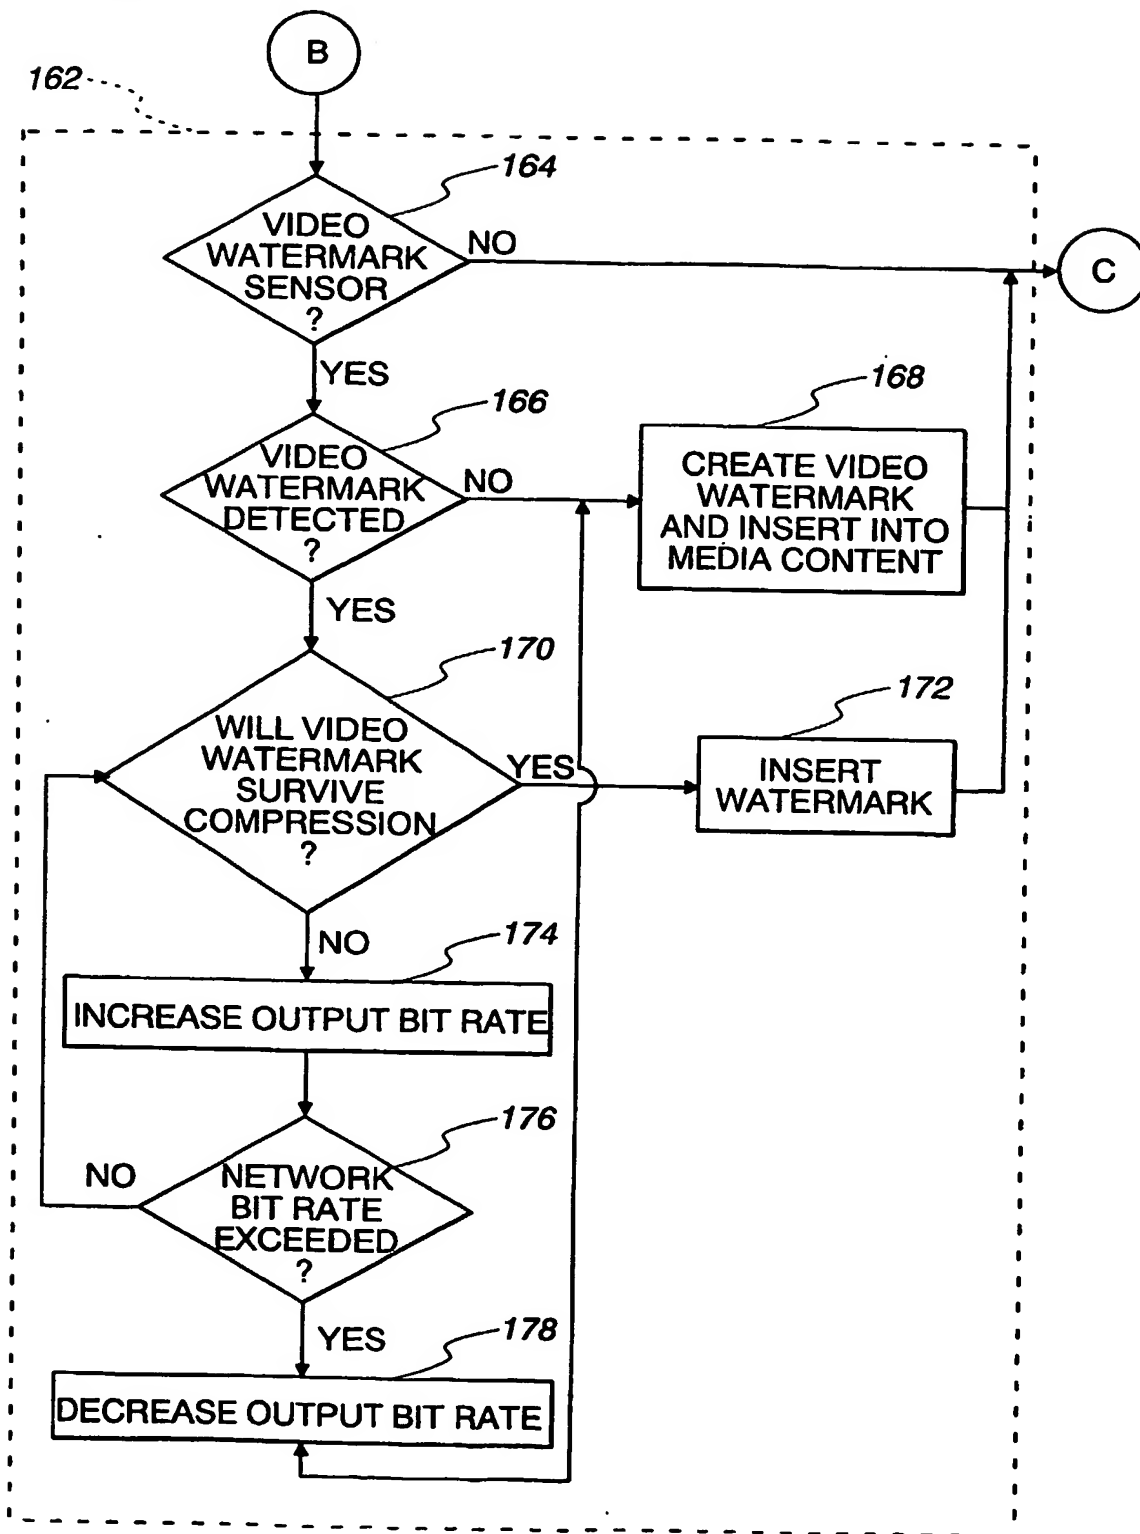 B
162
164
VIDEO
WATERMARK
SENSOR
?
NO
C
YES
166
VIDEO
WATERMARK
DETECTED
?
NO
168
CREATE VIDEO
WATERMARK
AND INSERT INTO
MEDIA CONTENT
YES
170
WILL VIDEO
WATERMARK
SURVIVE
COMPRESSION
?
YES
172
INSERT
WATERMARK
NO
174
INCREASE OUTPUT BIT RATE
176
NETWORK
BIT RATE
EXCEEDED
?
NO
YES
178
DECREASE OUTPUT BIT RATE